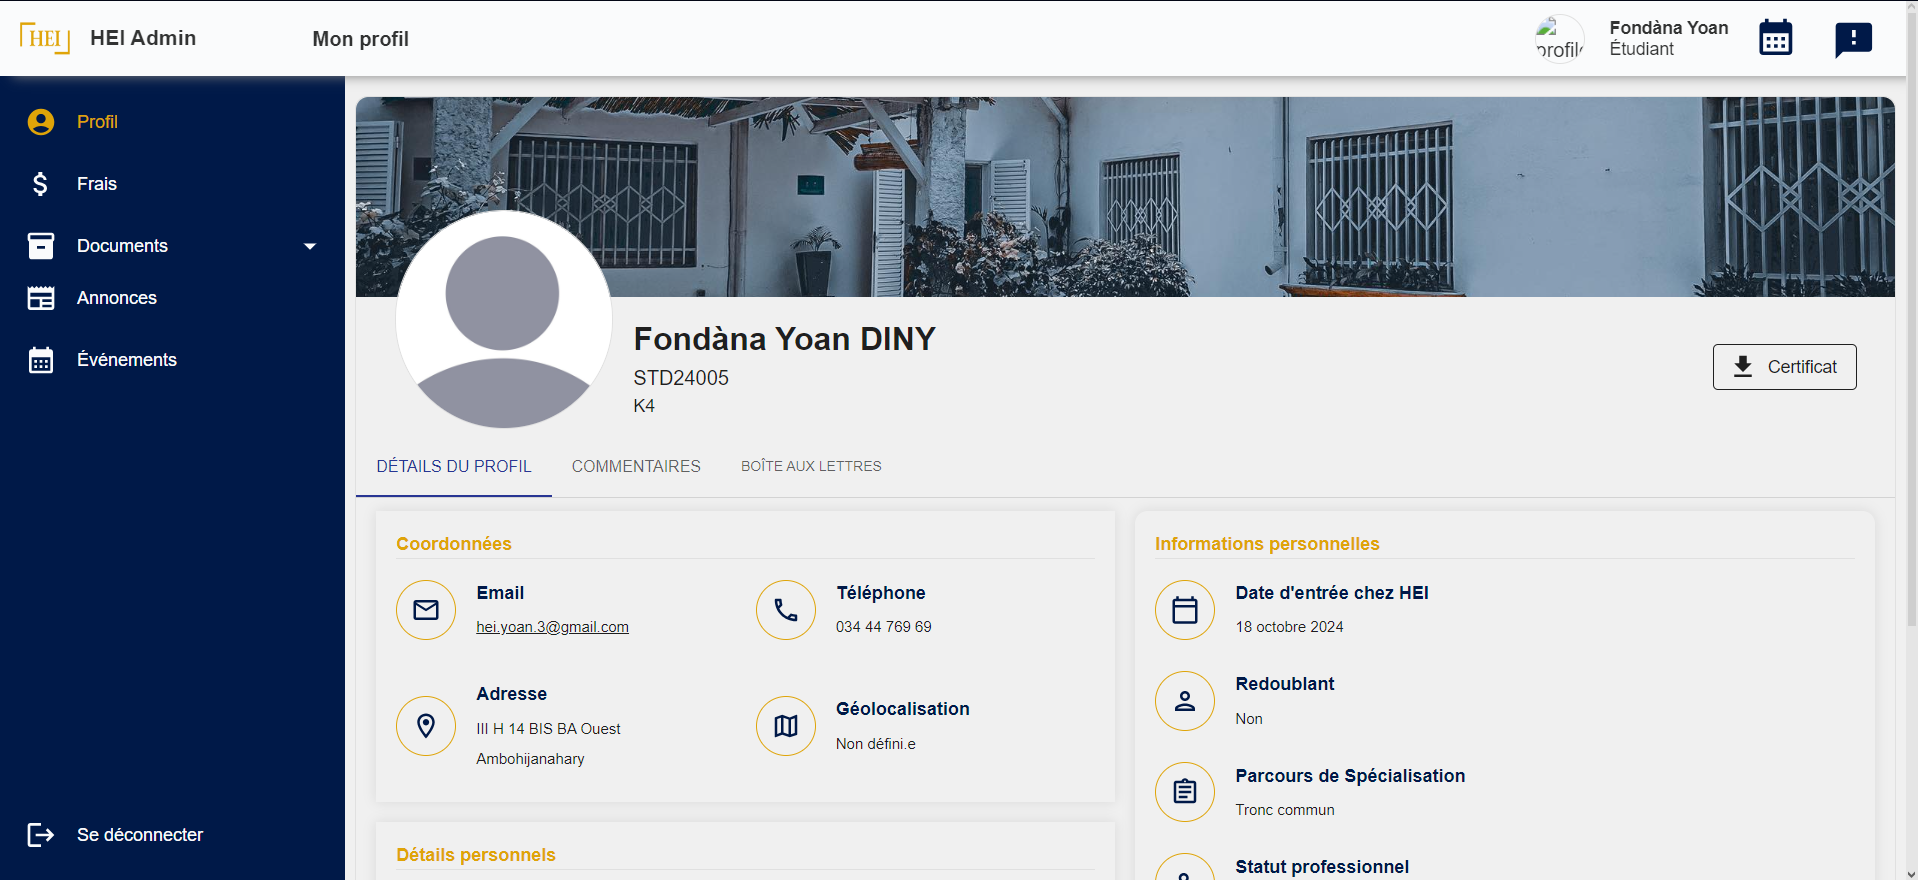 HEI
HEI Admin
Mon profil
profile
Fondàna Yoan
Étudiant
Profil
Frais
Documents
Annonces
Événements
Se déconnecter
Fondàna Yoan DINY
STD24005
K4
Certificat
DÉTAILS DU PROFIL
COMMENTAIRES
BOÎTE AUX LETTRES
Coordonnées
Email
hei.yoan.3@gmail.com
Téléphone
034 44 769 69
Adresse
III H 14 BIS BA Ouest
Ambohijanahary
Géolocalisation
Non défini.e
Détails personnels
Informations personnelles
Date d'entrée chez HEI
18 octobre 2024
Redoublant
Non
Parcours de Spécialisation
Tronc commun
Statut professionnel